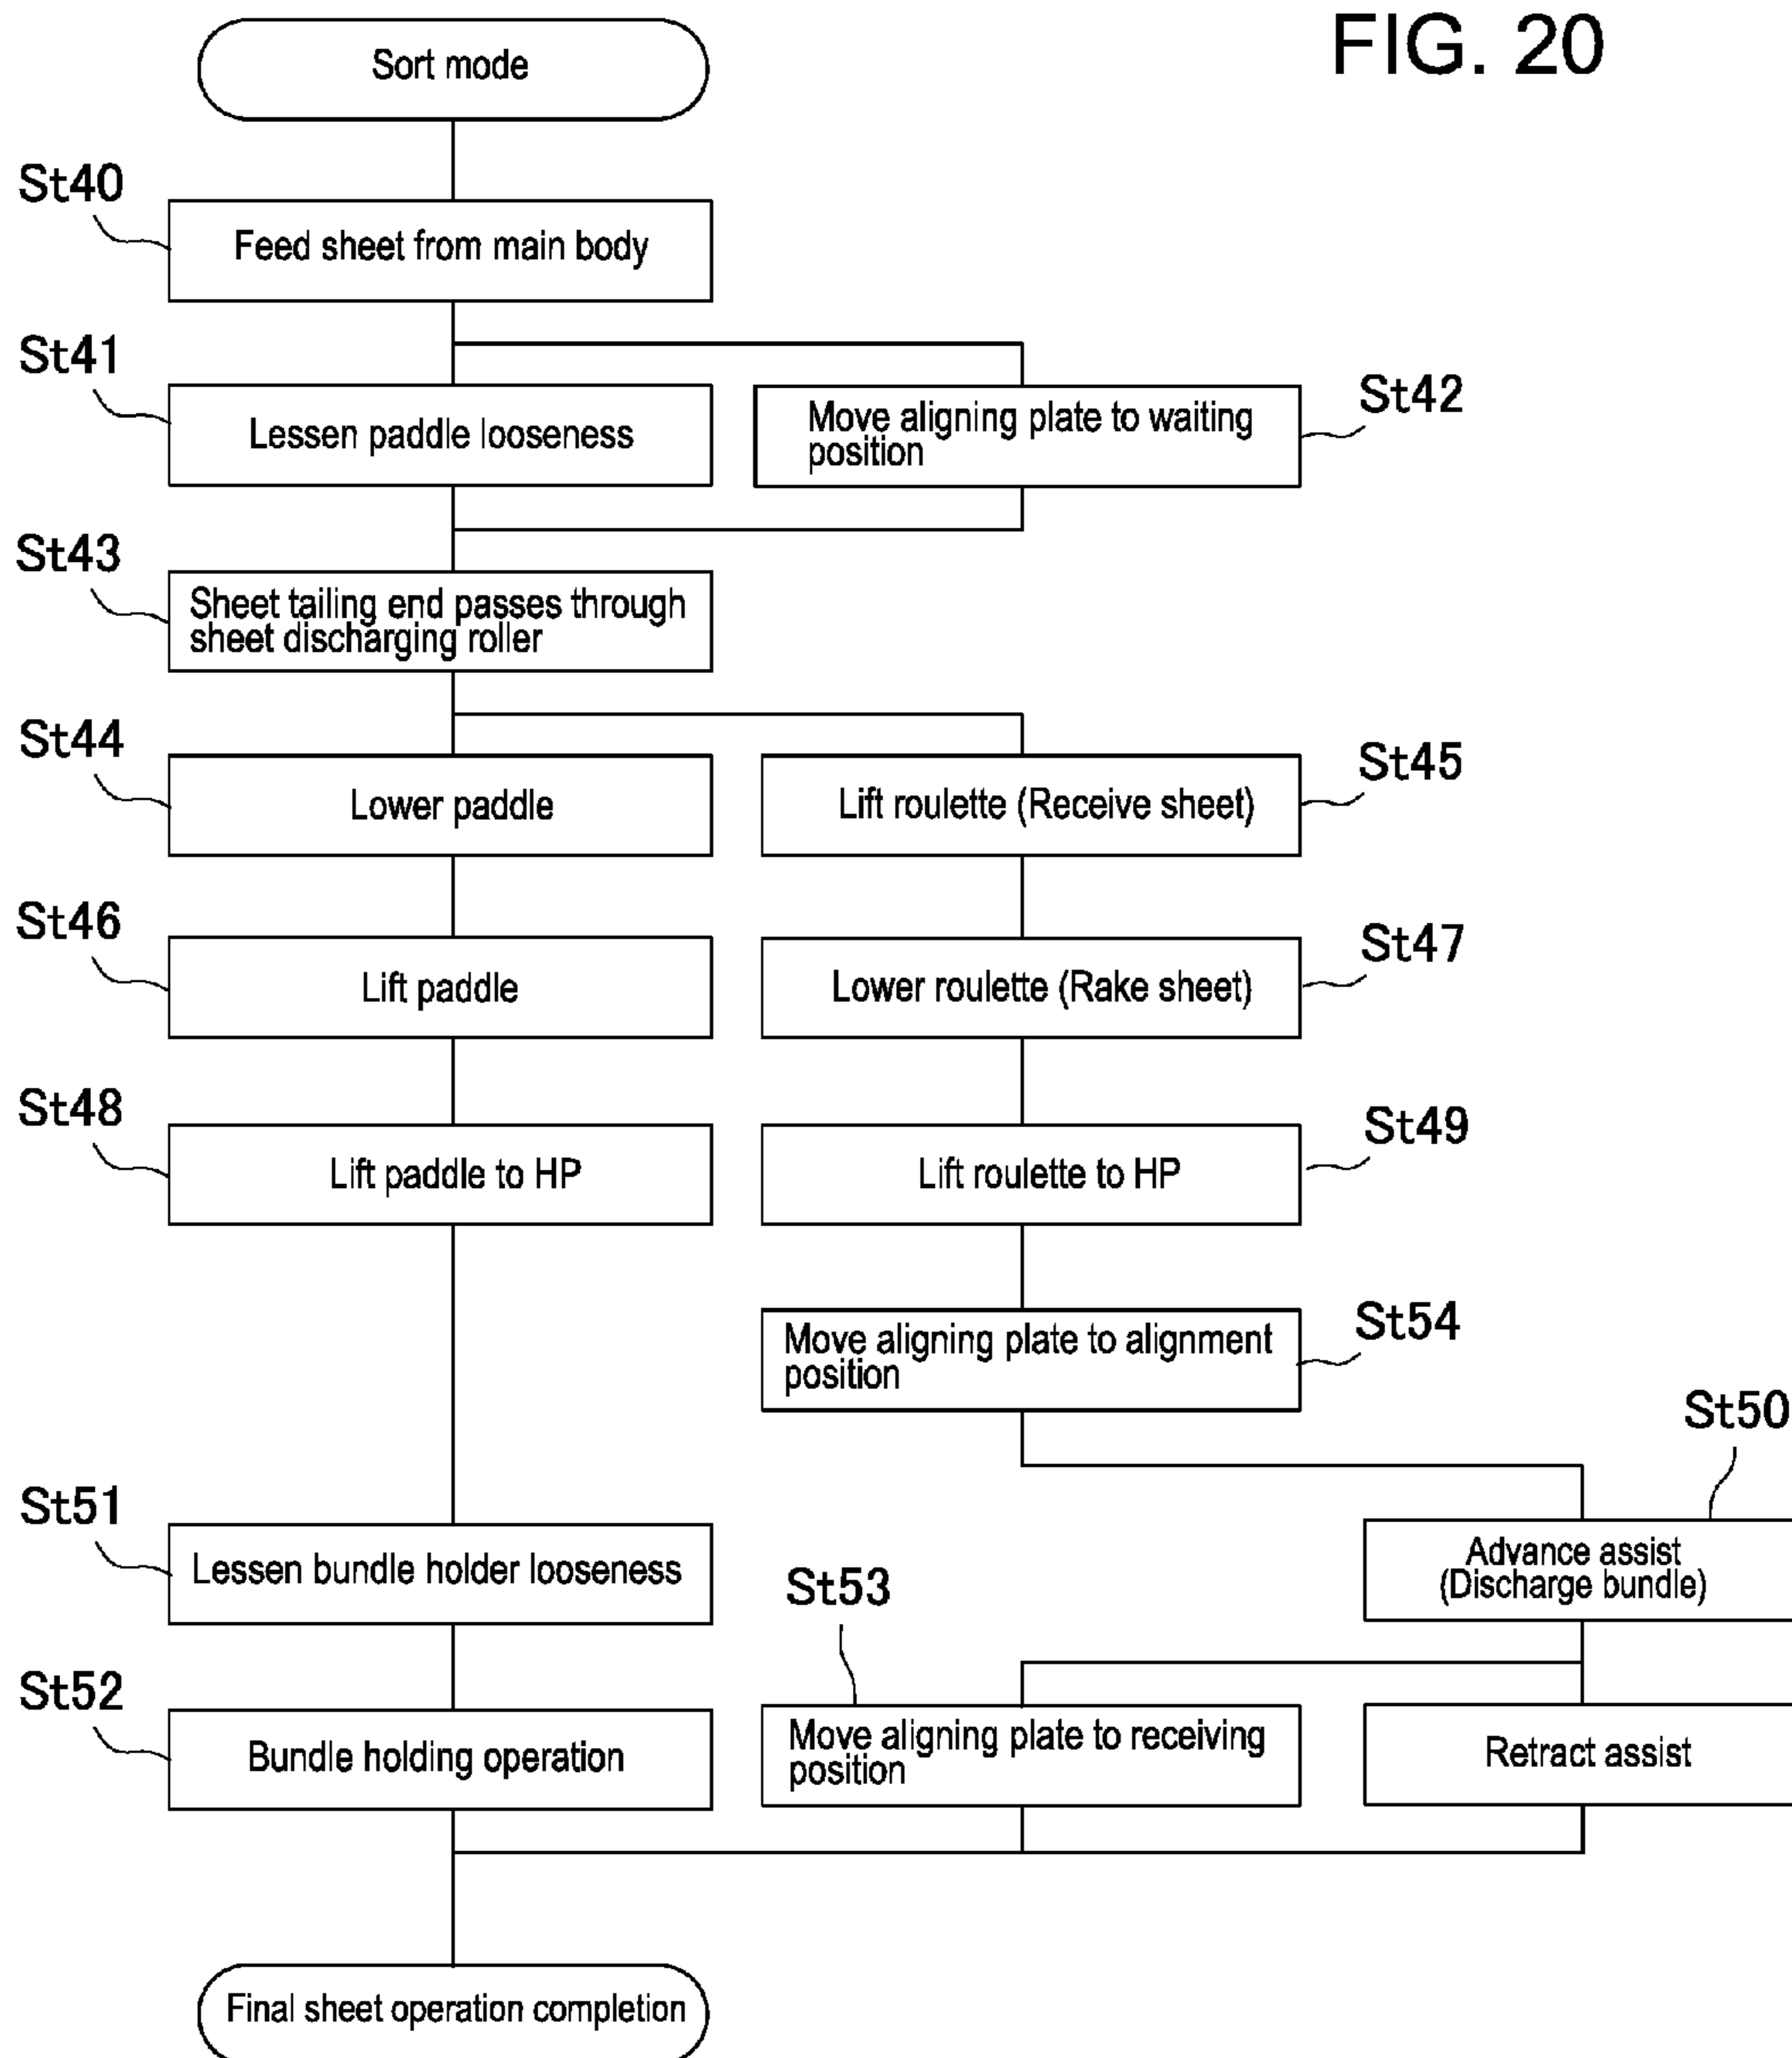 FIG. 20
Sort mode
St40
Feed sheet from main body
St41
Lessen paddle looseness
Move aligning plate to waiting
position
St42
St43
Sheet tailing end passes through
sheet discharging roller
St44
Lower paddle
Lift roulette (Receive sheet)
St45
St46
Lift paddle
Lower roulette (Rake sheet)
St47
St48
Lift paddle to HP
Lift roulette to HP
St49
Move aligning plate to alignment
position
St54
St50
Advance assist
(Discharge bundle)
St51
Lessen bundle holder looseness
St53
St52
Bundle holding operation
Move aligning plate to receiving
position
Retract assist
Final sheet operation completion